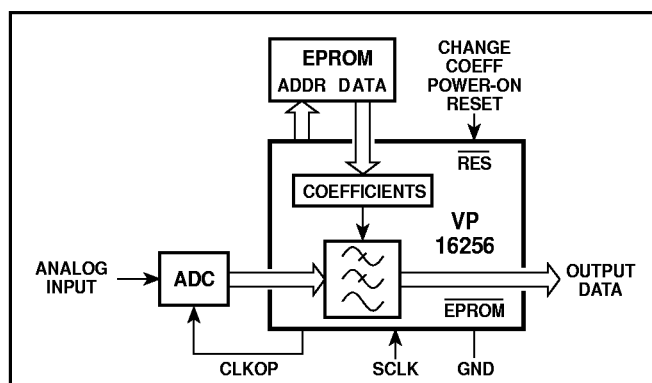 EPROM
ADDR DATA
CHANGE
COEFF
POWER-ON
RESET
RES
COEFFICIENTS
VP
16256
ANALOG
INPUT
ADC
OUTPUT
DATA
EPROM
CLKOP
SCLK
GND